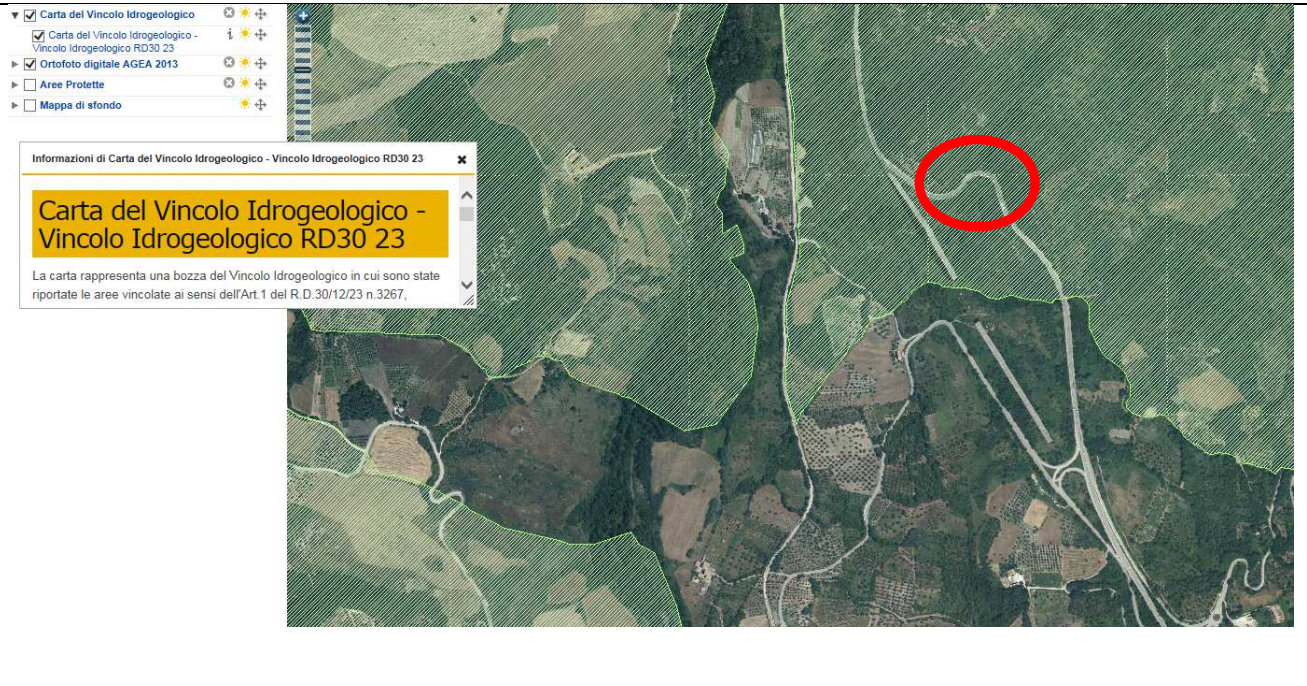 Carta del Vincolo Idrogeologico
Carta del Vincolo Idrogeologico -
Vincolo Idrogeologico RD30 23
Ortofoto digitale AGEA 2013
Aree Protette
Mappa di sfondo
Informazioni di Carta del Vincolo Idrogeologico - Vincolo Idrogeologico RD30 23
Carta del Vincolo Idrogeologico -
Vincolo Idrogeologico RD30 23
La carta rappresenta una bozza del Vincolo Idrogeologico in cui sono state
riportate le aree vincolate ai sensi dell'Art.1 del R.D.30/12/23 n.3267,